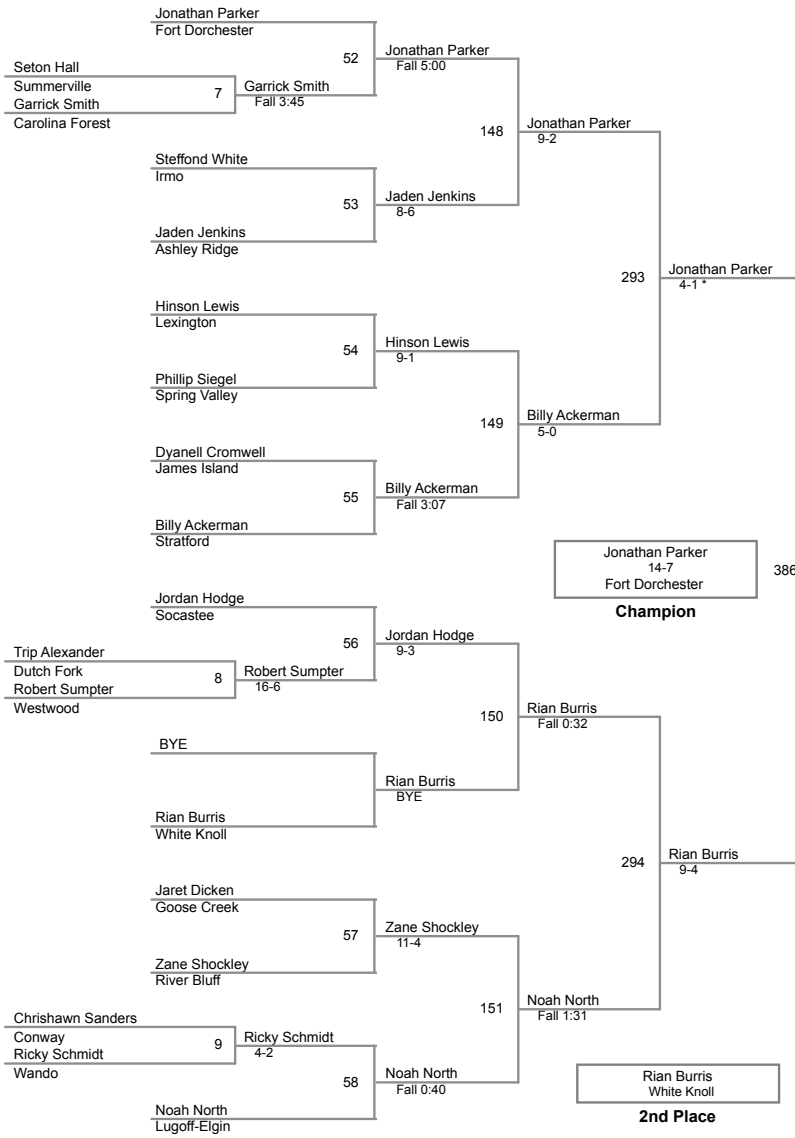 Jonathan Parker
Fort Dorchester
52
Jonathan Parker
Fall 5:00
Seton Hall
Summerville
7
Garrick Smith
Fall 3:45
Garrick Smith
Carolina Forest
148
Jonathan Parker
9-2
Steffond White
Irmo
53
Jaden Jenkins
8-6
Jaden Jenkins
Ashley Ridge
293
Jonathan Parker
4-1 *
Hinson Lewis
Lexington
54
Hinson Lewis
9-1
Phillip Siegel
Spring Valley
149
Billy Ackerman
5-0
Dyanell Cromwell
James Island
55
Billy Ackerman
Fall 3:07
Billy Ackerman
Stratford
Jonathan Parker
14-7
Fort Dorchester
386
Champion
Jordan Hodge
Socastee
56
Jordan Hodge
9-3
Trip Alexander
Dutch Fork
8
Robert Sumpter
16-6
Robert Sumpter
Westwood
150
Rian Burris
Fall 0:32
BYE
Rian Burris
BYE
Rian Burris
White Knoll
294
Rian Burris
9-4
Jaret Dicken
Goose Creek
57
Zane Shockley
11-4
Zane Shockley
River Bluff
151
Noah North
Fall 1:31
Chrishawn Sanders
Conway
9
Ricky Schmidt
4-2
Ricky Schmidt
Wando
58
Noah North
Fall 0:40
Noah North
Lugoff-Elgin
Rian Burris
White Knoll
2nd Place